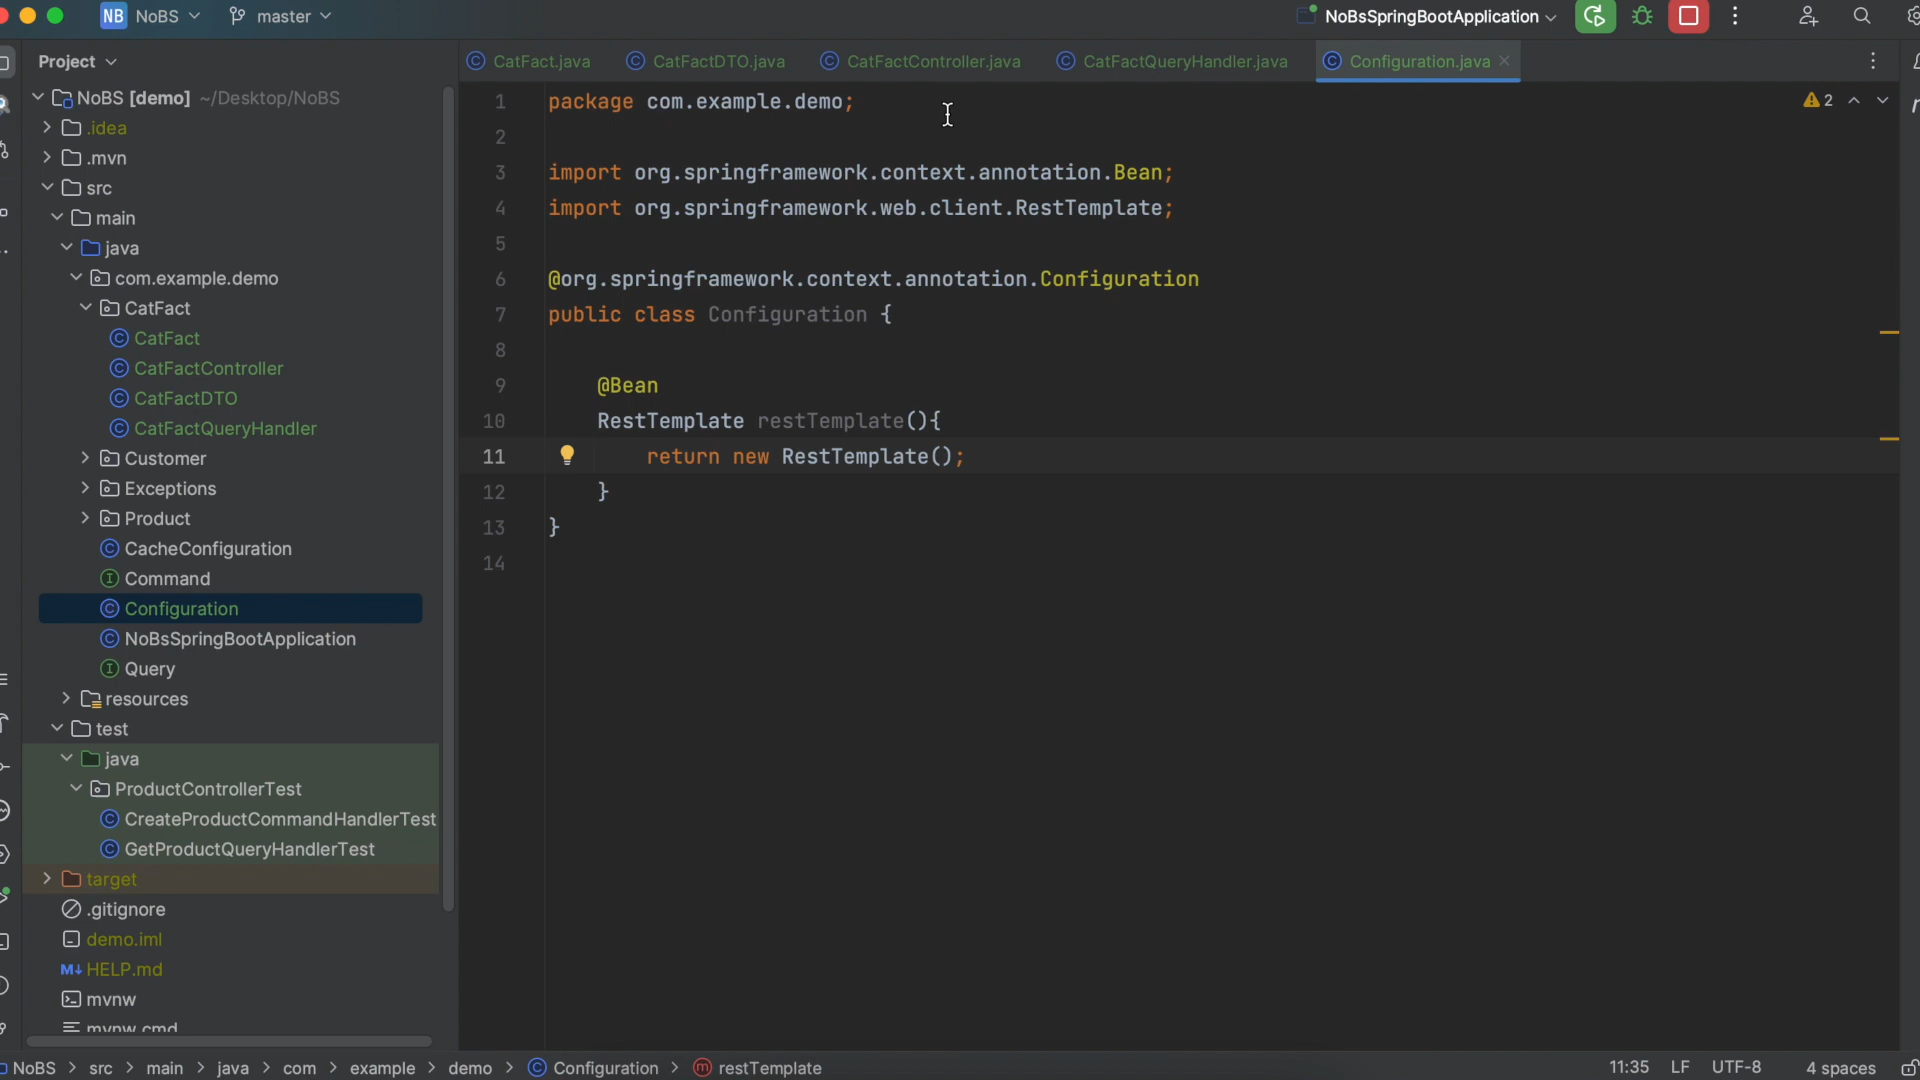 NB NoBS master NoBsSpringBootApplication
Project
CatFact.java CatFactDTO.java CatFactController.java CatFactQueryHandler.java Configuration.java
NoBS [demo] ~/Desktop/NoBS
.idea
.mvn
src
main
java
com.example.demo
CatFact
CatFact
CatFactController
CatFactDTO
CatFactQueryHandler
Customer
Exceptions
Product
CacheConfiguration
Command
Configuration
NoBsSpringBootApplication
Query
resources
test
java
ProductControllerTest
CreateProductCommandHandlerTest
GetProductQueryHandlerTest
target
.gitignore
demo.iml
HELP.md
mvnw
mvnw.cmd
1 package com.example.demo;
2
3 import org.springframework.context.annotation.Bean;
4 import org.springframework.web.client.RestTemplate;
5
6 @org.springframework.context.annotation.Configuration
7 public class Configuration {
8
9 @Bean
10 RestTemplate restTemplate(){
11 return new RestTemplate();
12 }
13 }
14
2
NoBS > src > main > java > com > example > demo > Configuration > restTemplate
11:35 LF UTF-8 4 spaces